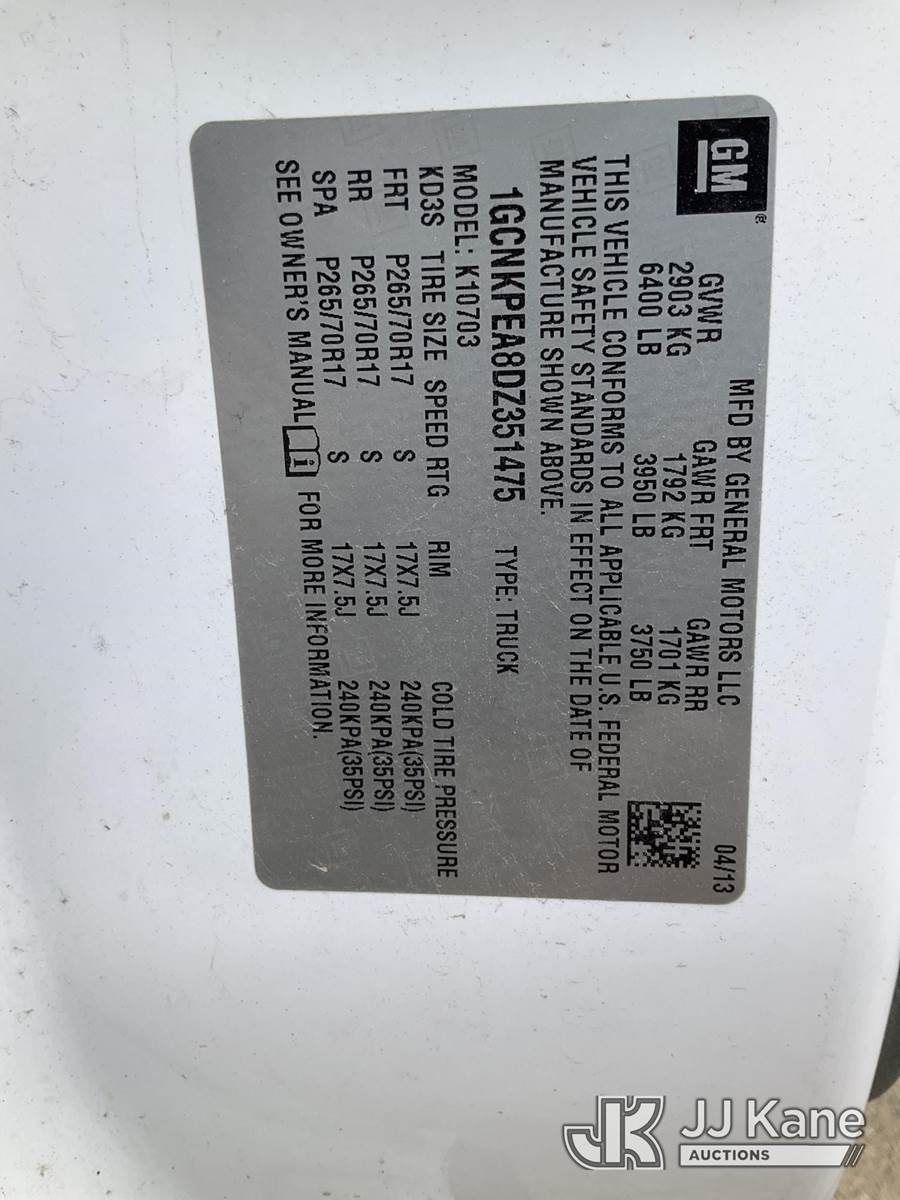 GM
MFD BY GENERAL MOTORS LLC 04/13
GVWR GAWR FRT GAWR RR
2903 KG 1792 KG 1701 KG
6400 LB 3950 LB 3750 LB
THIS VEHICLE CONFORMS TO ALL APPLICABLE U.S. FEDERAL MOTOR
VEHICLE SAFETY STANDARDS IN EFFECT ON THE DATE OF
MANUFACTURE SHOWN ABOVE.
1GCNKPEA8DZ351475 TYPE: TRUCK
MODEL: K10703
KD3S TIRE SIZE SPEED RTG RIM COLD TIRE PRESSURE
FRT P265/70R17 S 17X7.5J 240KPA(35PSI)
RR P265/70R17 S 17X7.5J 240KPA(35PSI)
SPA P265/70R17 S 17X7.5J 240KPA(35PSI)
SEE OWNER'S MANUAL FOR MORE INFORMATION.
JK JJ Kane
AUCTIONS